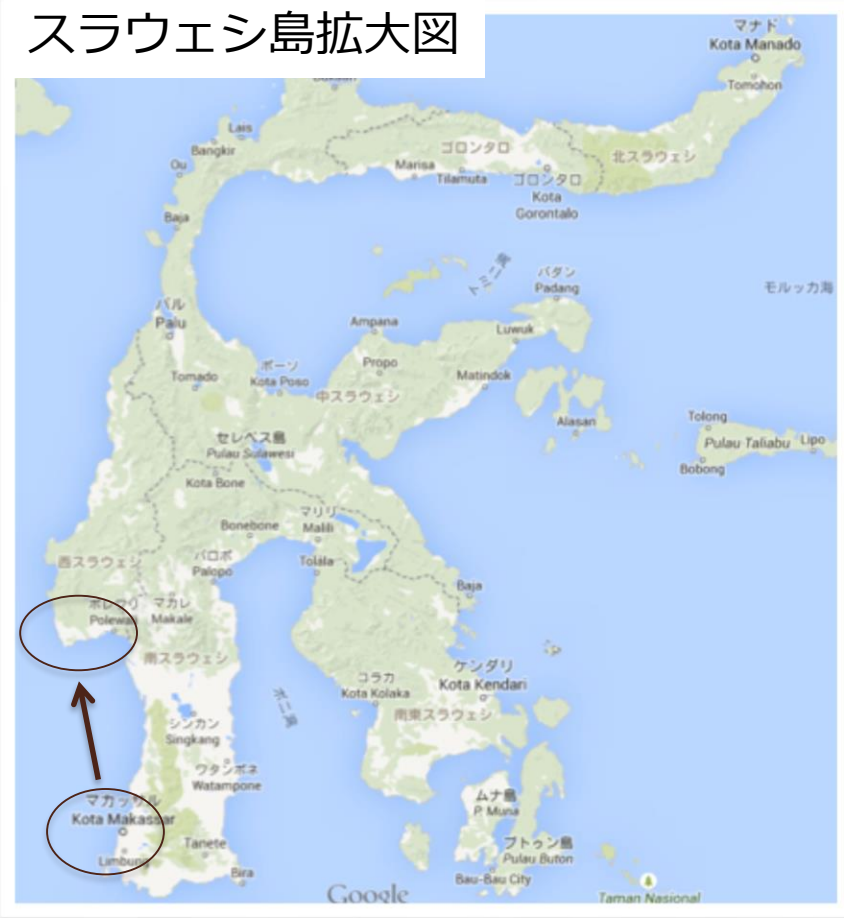 スラウェシ島拡大図
マナド
Kota Manado
Tomohon
Lais
Bangkir
Ou
ゴロンタロ
Marisa
Tilamuta
ゴロンタロ
Kota
Gorontalo
北スラウェシ
Baja
トミニ湾
パダン
Padang
モルッカ海
パル
Palu
Ampana
Luwuk
Propo
Tomado
ポーソ
Kota Poso
Matindok
中スラウェシ
Alasan
Tolong
Pulau Taliabu
Lipo
Bobong
セレベス島
Pulau Sulawesi
Kota Bone
マリリ
Malili
Bonebone
西スラウェシ
パロポ
Palopo
Tolala
Baja
ポレワリ
Polewali
マカレ
Makale
南スラウェシ
ケンダリ
Kota Kendari
コラカ
Kota Kolaka
ボニ湾
南東スラウェシ
シンカン
Singkang
ワタンポネ
Watampone
マカッサル
Kota Makassar
ムナ島
P. Muna
Limbung
Tanete
ブトゥン島
Pulau Buton
Bira
Bau-Bau City
Google
Taman Nasional